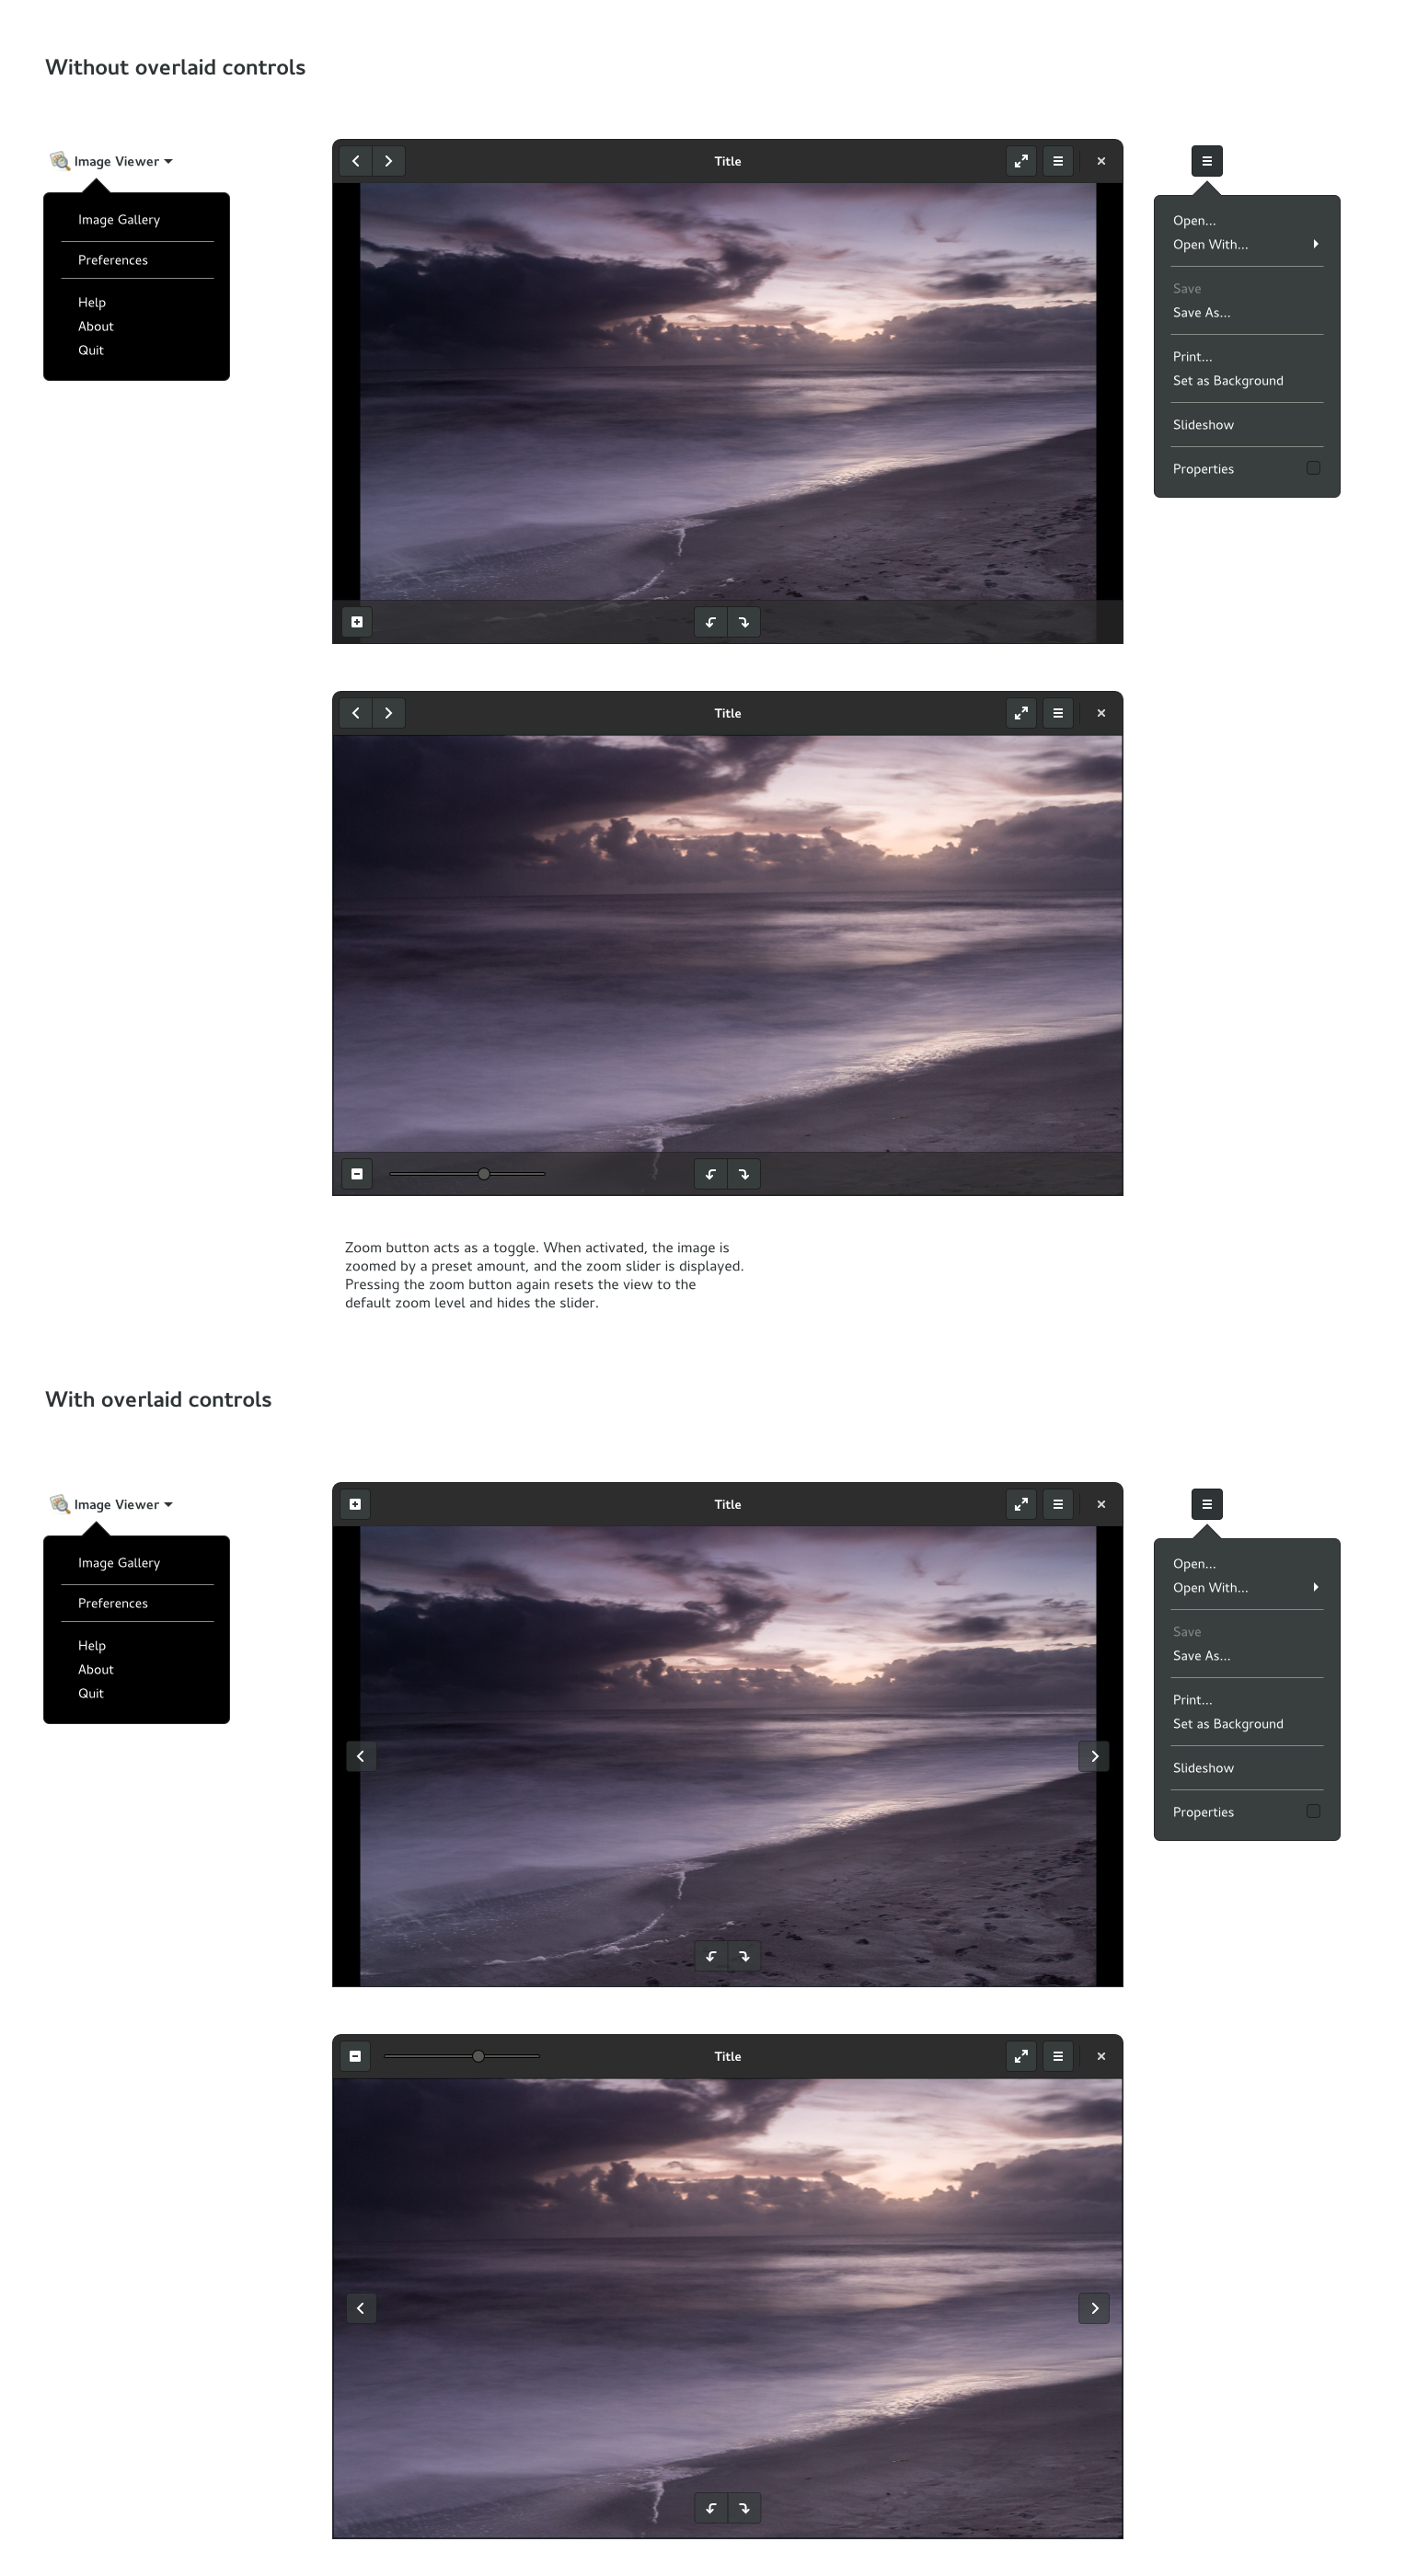 Without overlaid controls
Image Viewer
Title
Image Gallery
Preferences
Help
About
Quit
Open...
Open With...
Save
Save As...
Print...
Set as Background
Slideshow
Properties
Title
Zoom button acts as a toggle. When activated, the image is
zoomed by a preset amount, and the zoom slider is displayed.
Pressing the zoom button again resets the view to the
default zoom level and hides the slider.
With overlaid controls
Image Viewer
Title
Image Gallery
Preferences
Help
About
Quit
Open...
Open With...
Save
Save As...
Print...
Set as Background
Slideshow
Properties
Title